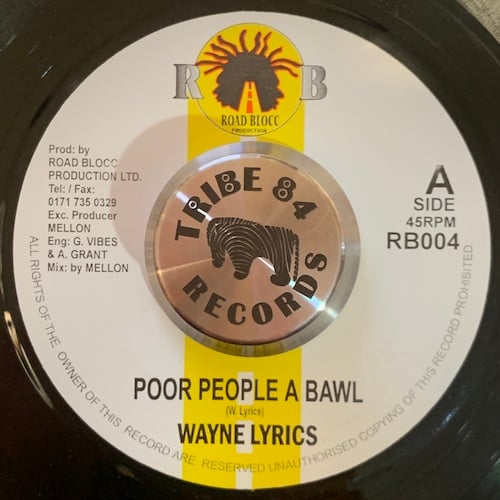 R B
ROAD BLOCC
PRODUCTION
Prod: by
ROAD BLOCC
PRODUCTION LTD.
Tel: / Fax:
0171 735 0329
Exc. Producer
MELLON
Eng: G. VIBES
& A. GRANT
Mix: by MELLON
A
SIDE
45RPM
RB004
TRIBE 84
RECORDS
POOR PEOPLE A BAWL
(W. Lyrics)
WAYNE LYRICS
ALL RIGHTS OF THE OWNER OF THIS RECORD ARE RESERVED UNAUTHORISED COPYING OF THIS RECORD PROHIBITED